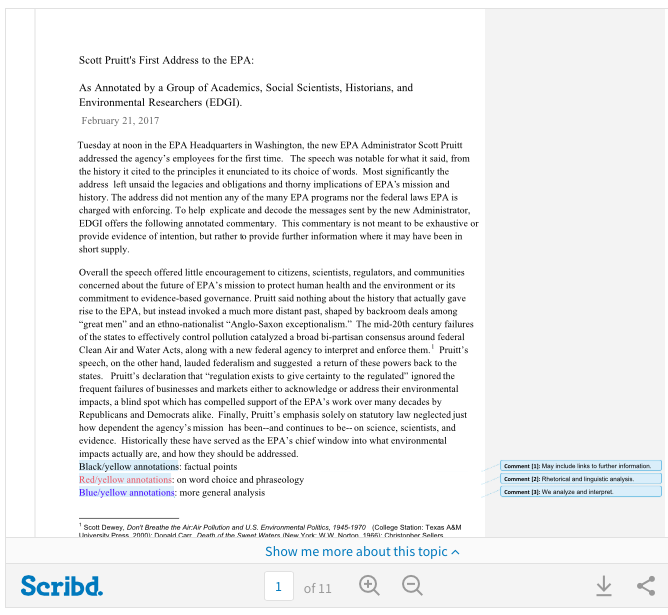 Scott Pruitt's First Address to the EPA:
As Annotated by a Group of Academics, Social Scientists, Historians, and
Environmental Researchers (EDGI).
February 21, 2017
Tuesday at noon in the EPA Headquarters in Washington, the new EPA Administrator Scott Pruitt
addressed the agency's employees for the first time. The speech was notable for what it said, from
the history it cited to the principles it enunciated to its choice of words. Most significantly the
address left unsaid the legacies and obligations and thorny implications of EPA's mission and
history. The address did not mention any of the many EPA programs nor the federal laws EPA is
charged with enforcing. To help explicate and decode the messages sent by the new Administrator,
EDGI offers the following annotated commentary. This commentary is not meant to be exhaustive or
provide evidence of intention, but rather to provide further information where it may have been in
short supply.
Overall the speech offered little encouragement to citizens, scientists, regulators, and communities
concerned about the future of EPA's mission to protect human health and the environment or its
commitment to evidence-based governance. Pruitt said nothing about the history that actually gave
rise to the EPA, but instead invoked a much more distant past, shaped by backroom deals among
“great men” and an ethno-nationalist “Anglo-Saxon exceptionalism.” The mid-20th century failures
of the states to effectively control pollution catalyzed a broad bi-partisan consensus around federal
Clean Air and Water Acts, along with a new federal agency to interpret and enforce them.1 Pruitt's
speech, on the other hand, lauded federalism and suggested a return of these powers back to the
states. Pruitt's declaration that “regulation exists to give certainty to the regulated” ignored the
frequent failures of businesses and markets either to acknowledge or address their environmental
impacts, a blind spot which has compelled support of the EPA's work over many decades by
Republicans and Democrats alike. Finally, Pruitt's emphasis solely on statutory law neglected just
how dependent the agency's mission has been--and continues to be-- on science, scientists, and
evidence. Historically these have served as the EPA's chief window into what environmental
impacts actually are, and how they should be addressed.
Black/yellow annotations: factual points
Red/yellow annotations: on word choice and phraseology
Blue/yellow annotations: more general analysis
Comment [1]: May include links to further information.
Comment [2]: Rhetorical and linguistic analysis.
Comment [3]: We analyze and interpret.
1 Scott Dewey, Don't Breathe the Air:Air Pollution and U.S. Environmental Politics, 1945-1970 (College Station: Texas A&M
University Press, 2000); Donald Carr, Death of the Sweet Waters (New York: W.W. Norton, 1966); Christopher Sellers
Show me more about this topic
Scribd.
1 of 11